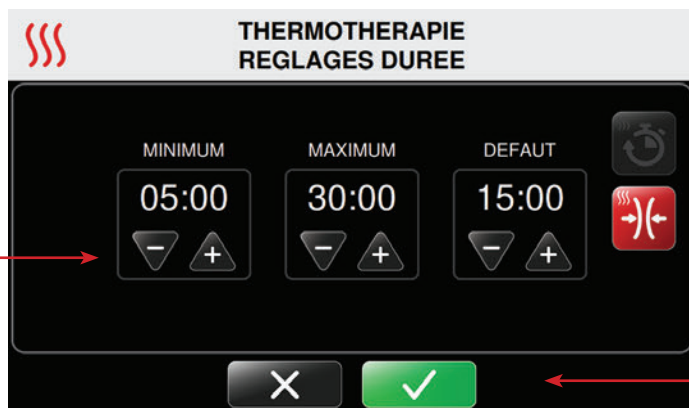 THERMOTHERAPIE
REGLAGES DUREE
MINIMUM MAXIMUM DEFAUT
05:00 30:00 15:00
- + - + - +